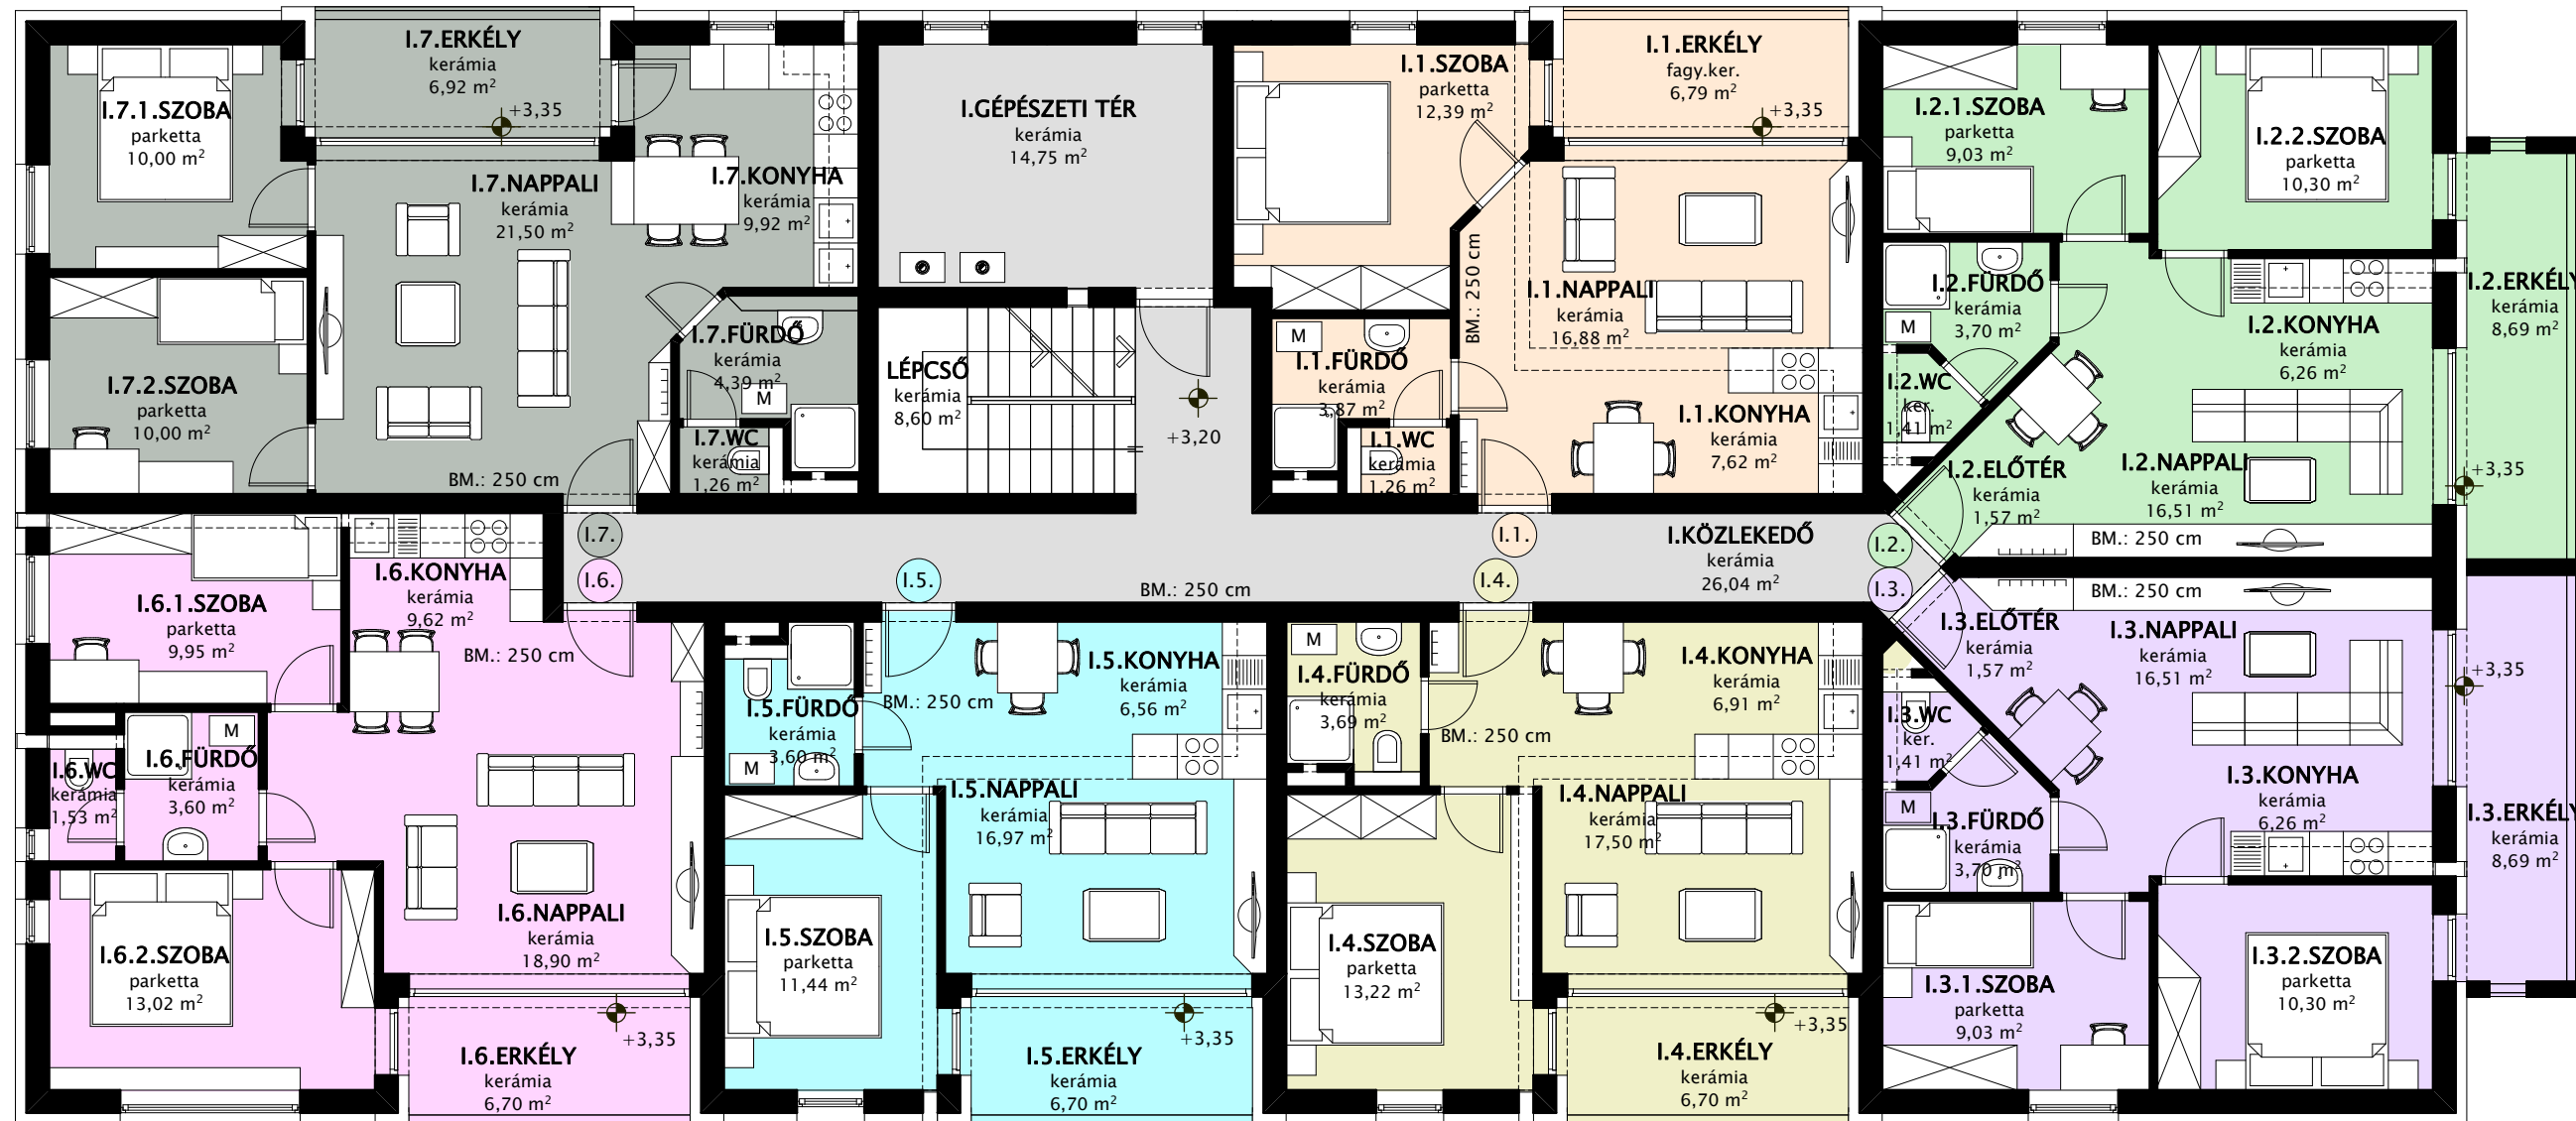 I.7.ERKÉLY
kerámia
6,92 m²
+3,35
I.7.1.SZOBA
parketta
10,00 m²
I.7.NAPPALI
kerámia
21,50 m²
I.7.KONYHA
kerámia
9,92 m²
I.7.2.SZOBA
parketta
10,00 m²
I.7.FÜRDŐ
kerámia
4,39 m²
M
I.7.WC
kerámia
1,26 m²
BM.: 250 cm
I.GÉPÉSZETI TÉR
kerámia
14,75 m²
LÉPCSŐ
kerámia
8,60 m²
+3,20
I.1.SZOBA
parketta
12,39 m²
I.1.ERKÉLY
fagy.ker.
6,79 m²
+3,35
BM.: 250 cm
I.1.NAPPALI
kerámia
16,88 m²
M
I.1.FÜRDŐ
kerámia
3,87 m²
I.1.WC
kerámia
1,26 m²
I.1.KONYHA
kerámia
7,62 m²
I.2.1.SZOBA
parketta
9,03 m²
I.2.2.SZOBA
parketta
10,30 m²
I.2.FÜRDŐ
kerámia
3,70 m²
M
I.2.WC
ker.
1,41 m²
I.2.KONYHA
kerámia
6,26 m²
I.2.ERKÉLY
kerámia
8,69 m²
I.2.ELŐTÉR
kerámia
1,57 m²
I.2.NAPPALI
kerámia
16,51 m²
+3,35
BM.: 250 cm
I.7.
I.6.
I.5.
I.1.
I.4.
I.2.
I.3.
BM.: 250 cm
I.KÖZLEKEDŐ
kerámia
26,04 m²
I.6.1.SZOBA
parketta
9,95 m²
I.6.KONYHA
kerámia
9,62 m²
BM.: 250 cm
I.6.WC
kerámia
1,53 m²
I.6.FÜRDŐ
kerámia
3,60 m²
M
I.6.2.SZOBA
parketta
13,02 m²
I.6.NAPPALI
kerámia
18,90 m²
I.6.ERKÉLY
kerámia
6,70 m²
+3,35
I.5.FÜRDŐ
kerámia
3,60 m²
M
BM.: 250 cm
I.5.KONYHA
kerámia
6,56 m²
I.5.NAPPALI
kerámia
16,97 m²
I.5.SZOBA
parketta
11,44 m²
I.5.ERKÉLY
kerámia
6,70 m²
+3,35
M
I.4.FÜRDŐ
kerámia
3,69 m²
BM.: 250 cm
I.4.KONYHA
kerámia
6,91 m²
I.4.NAPPALI
kerámia
17,50 m²
I.4.SZOBA
parketta
13,22 m²
I.4.ERKÉLY
kerámia
6,70 m²
+3,35
BM.: 250 cm
I.3.ELŐTÉR
kerámia
1,57 m²
I.3.NAPPALI
kerámia
16,51 m²
+3,35
I.3.WC
ker.
1,41 m²
I.3.KONYHA
kerámia
6,26 m²
M
I.3.FÜRDŐ
kerámia
3,70 m²
I.3.ERKÉLY
kerámia
8,69 m²
I.3.1.SZOBA
parketta
9,03 m²
I.3.2.SZOBA
parketta
10,30 m²